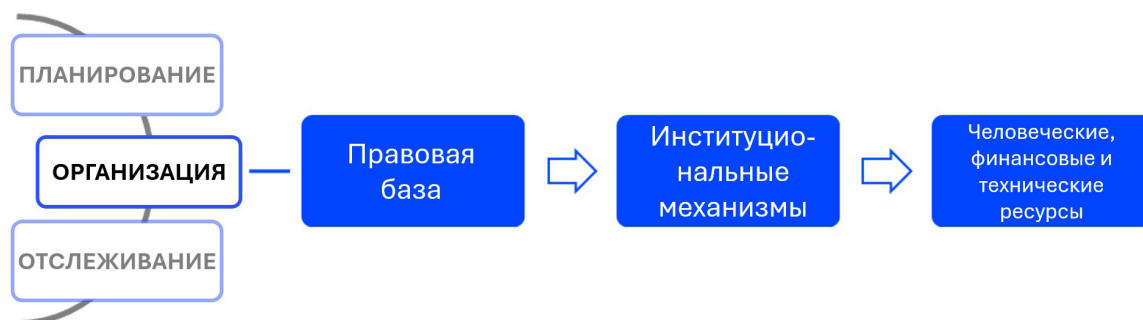 ПЛАНИРОВАНИЕ
ОРГАНИЗАЦИЯ
ОТСЛЕЖИВАНИЕ
Правовая
база
Институцио-
нальные
механизмы
Человеческие,
финансовые и
технические
ресурсы